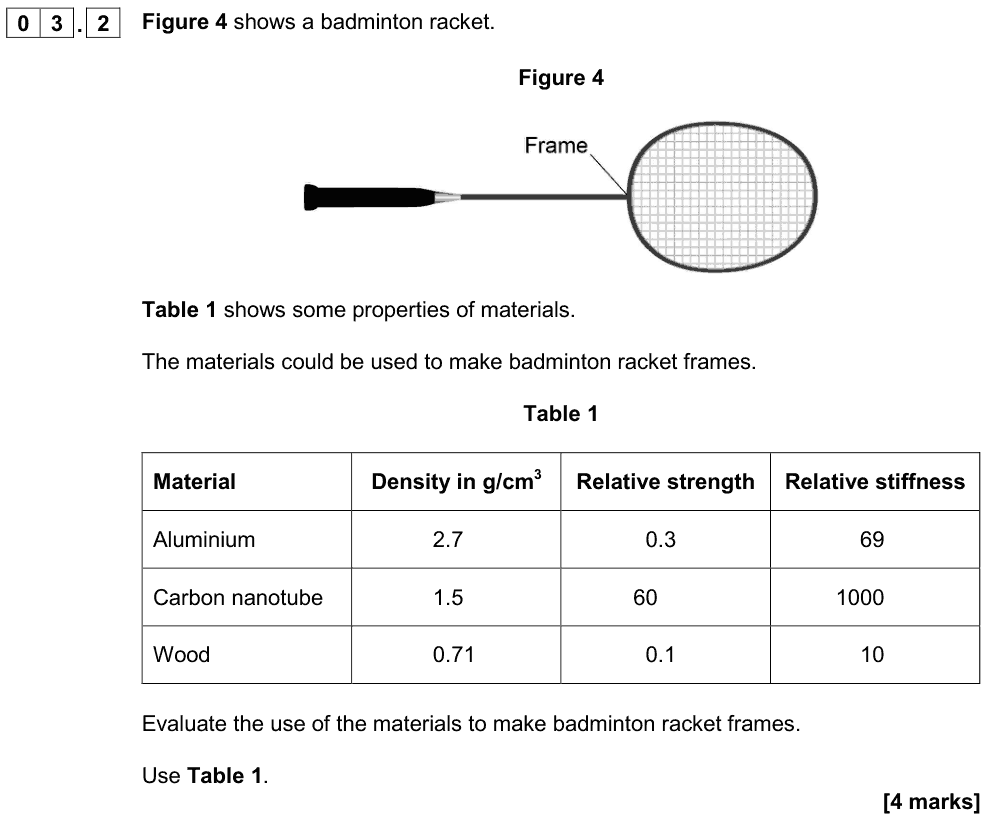 0 3 . 2 Figure 4 shows a badminton racket.
Figure 4
Frame
Table 1 shows some properties of materials.
The materials could be used to make badminton racket frames.
Table 1
Material Density in g/cm³ Relative strength Relative stiffness
Aluminium 2.7 0.3 69
Carbon nanotube 1.5 60 1000
Wood 0.71 0.1 10
Evaluate the use of the materials to make badminton racket frames.
Use Table 1.
[4 marks]